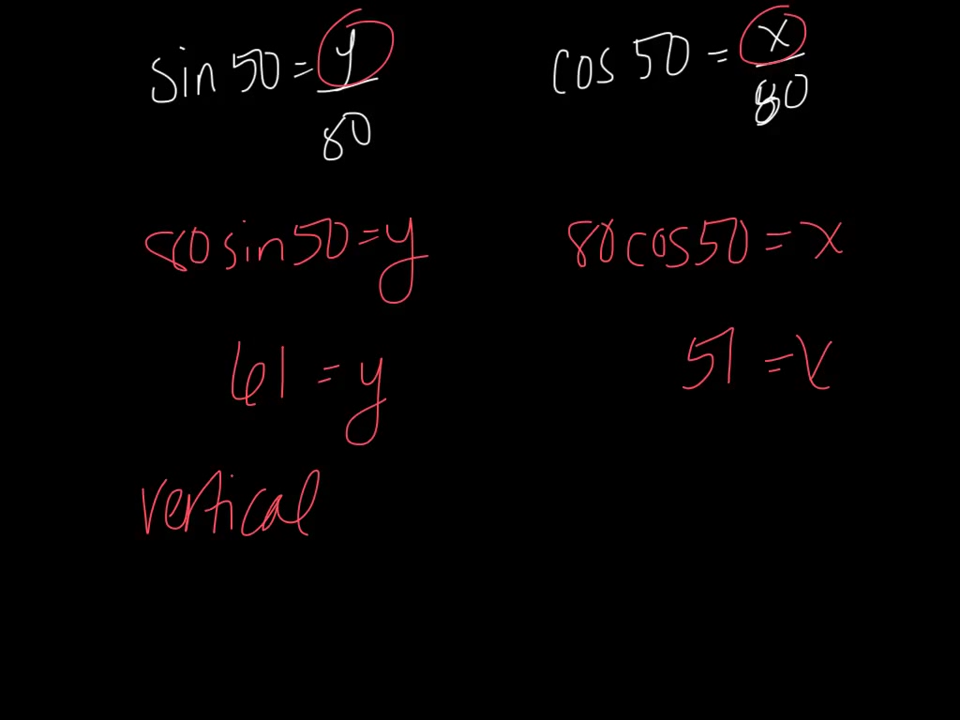 sin 50 = y/80
cos 50 = x/80
80 sin 50 = y
80 cos 50 = x
61 = y
51 = x
vertical